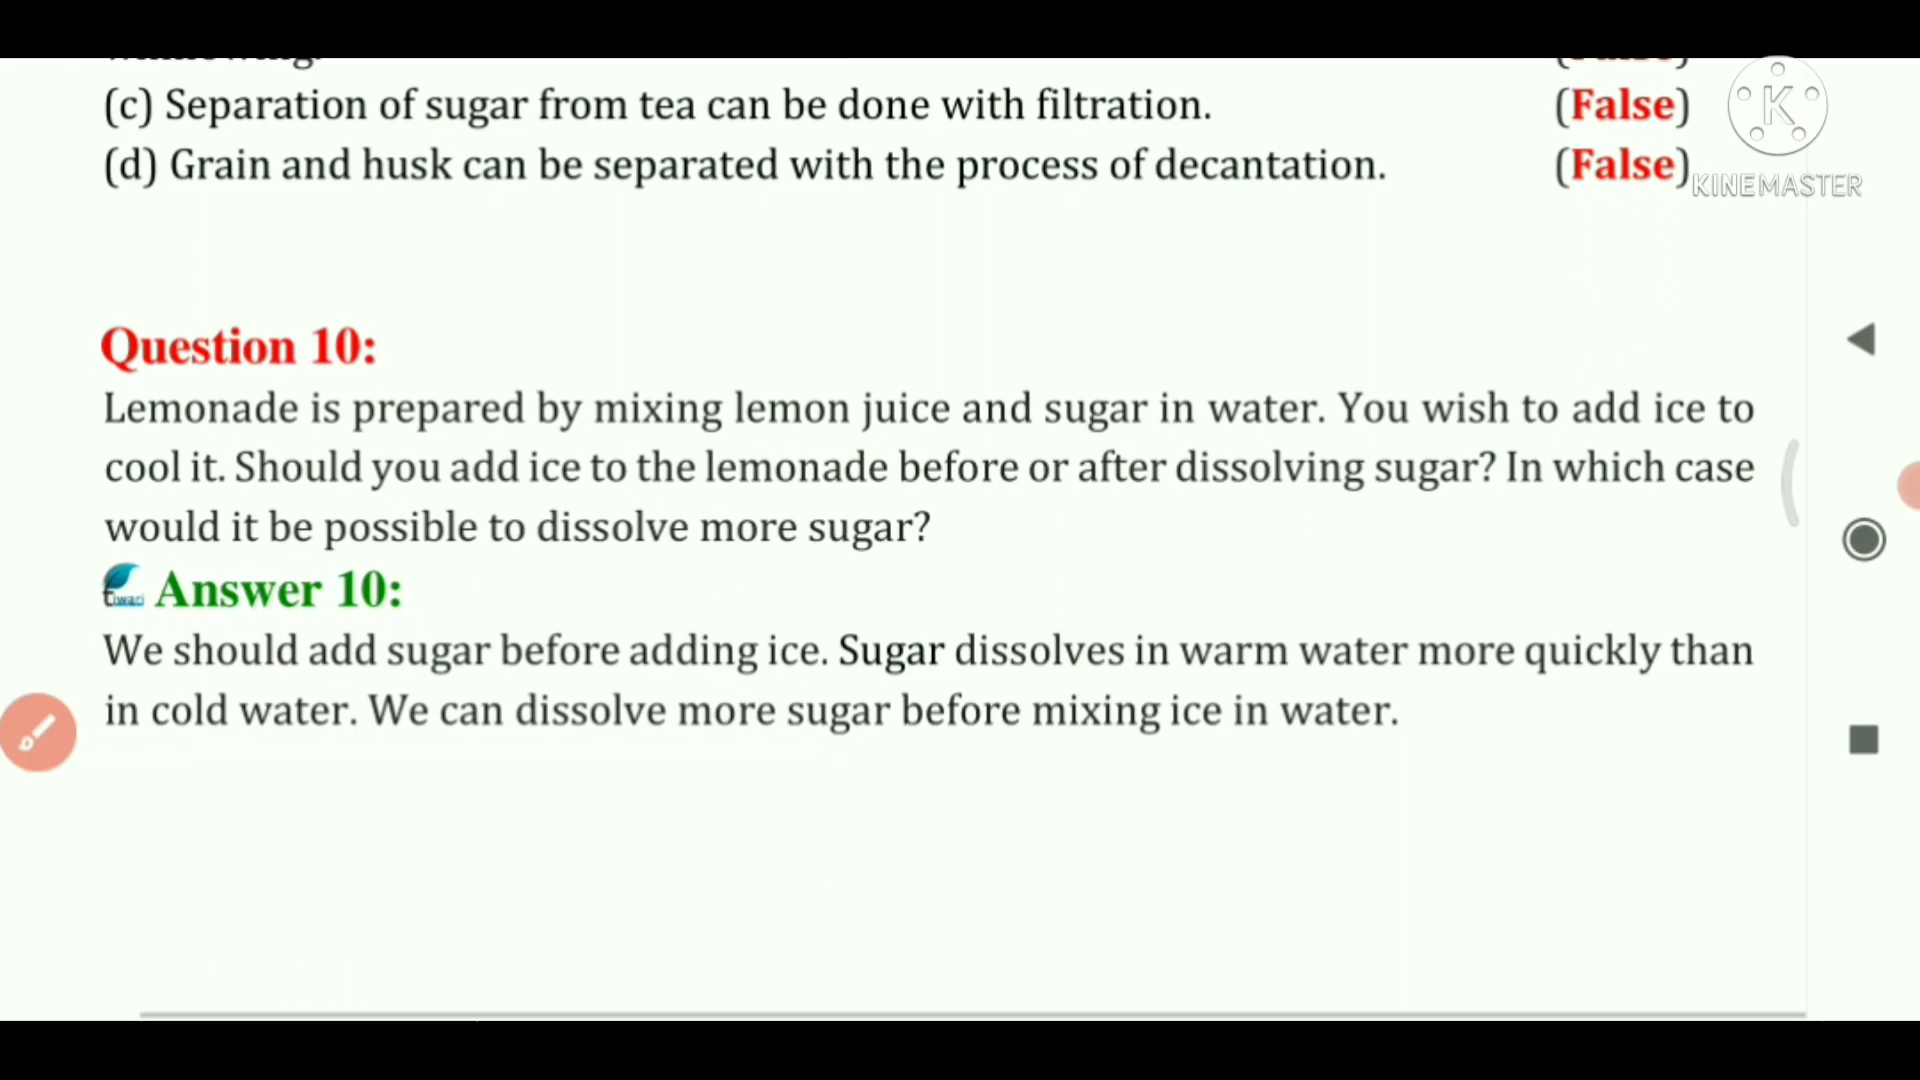 (c) Separation of sugar from tea can be done with filtration. (False)
(d) Grain and husk can be separated with the process of decantation. (False)
KINEMASTER
Question 10:
Lemonade is prepared by mixing lemon juice and sugar in water. You wish to add ice to
cool it. Should you add ice to the lemonade before or after dissolving sugar? In which case
would it be possible to dissolve more sugar?
Answer 10:
We should add sugar before adding ice. Sugar dissolves in warm water more quickly than
in cold water. We can dissolve more sugar before mixing ice in water.